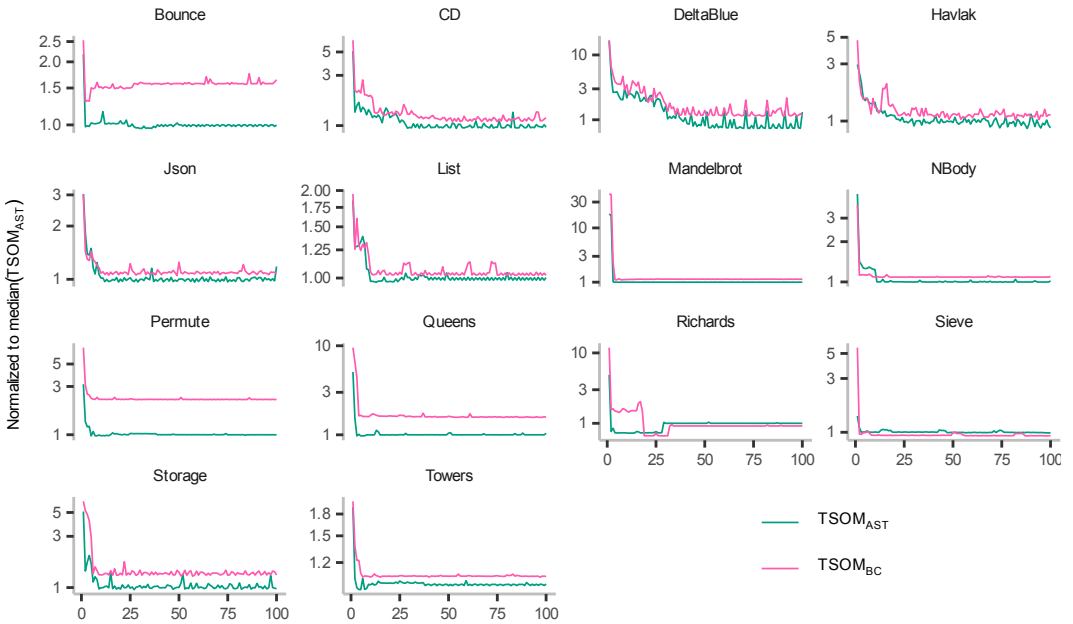 Bounce
CD
DeltaBlue
Havlak
2.5
2.0
1.5
1.0
5
3
1
10
3
1
5
3
1
Json
List
Mandelbrot
NBody
3
2
1
2.00
1.75
1.50
1.25
1.00
30
10
3
1
3
2
1
Permute
Queens
Richards
Sieve
5
3
1
10
3
1
10
3
1
5
3
1
0 25 50 75 100
0 25 50 75 100
Storage
Towers
5
3
1
1.8
1.5
1.2
0 25 50 75 100
0 25 50 75 100
Normalized to median(TSOM_AST)
TSOM_AST
TSOM_BC